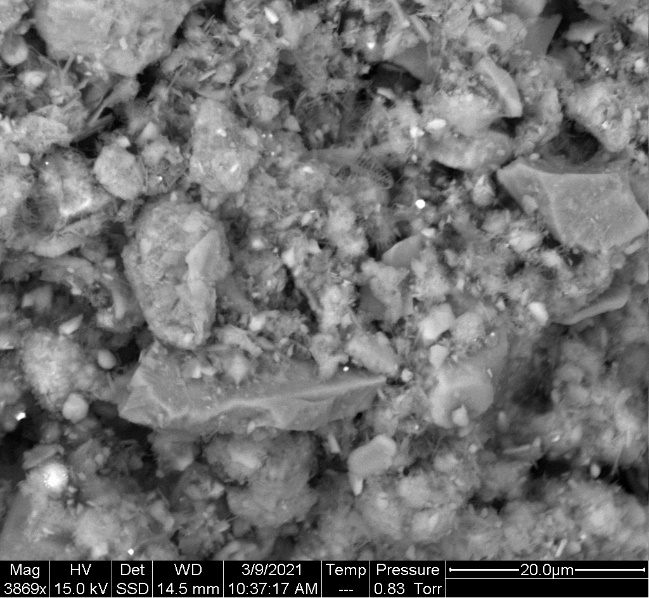 Mag HV Det WD 3/9/2021 Temp Pressure 20.0µm
3869x 15.0 kV SSD 14.5 mm 10:37:17 AM --- 0.83 Torr